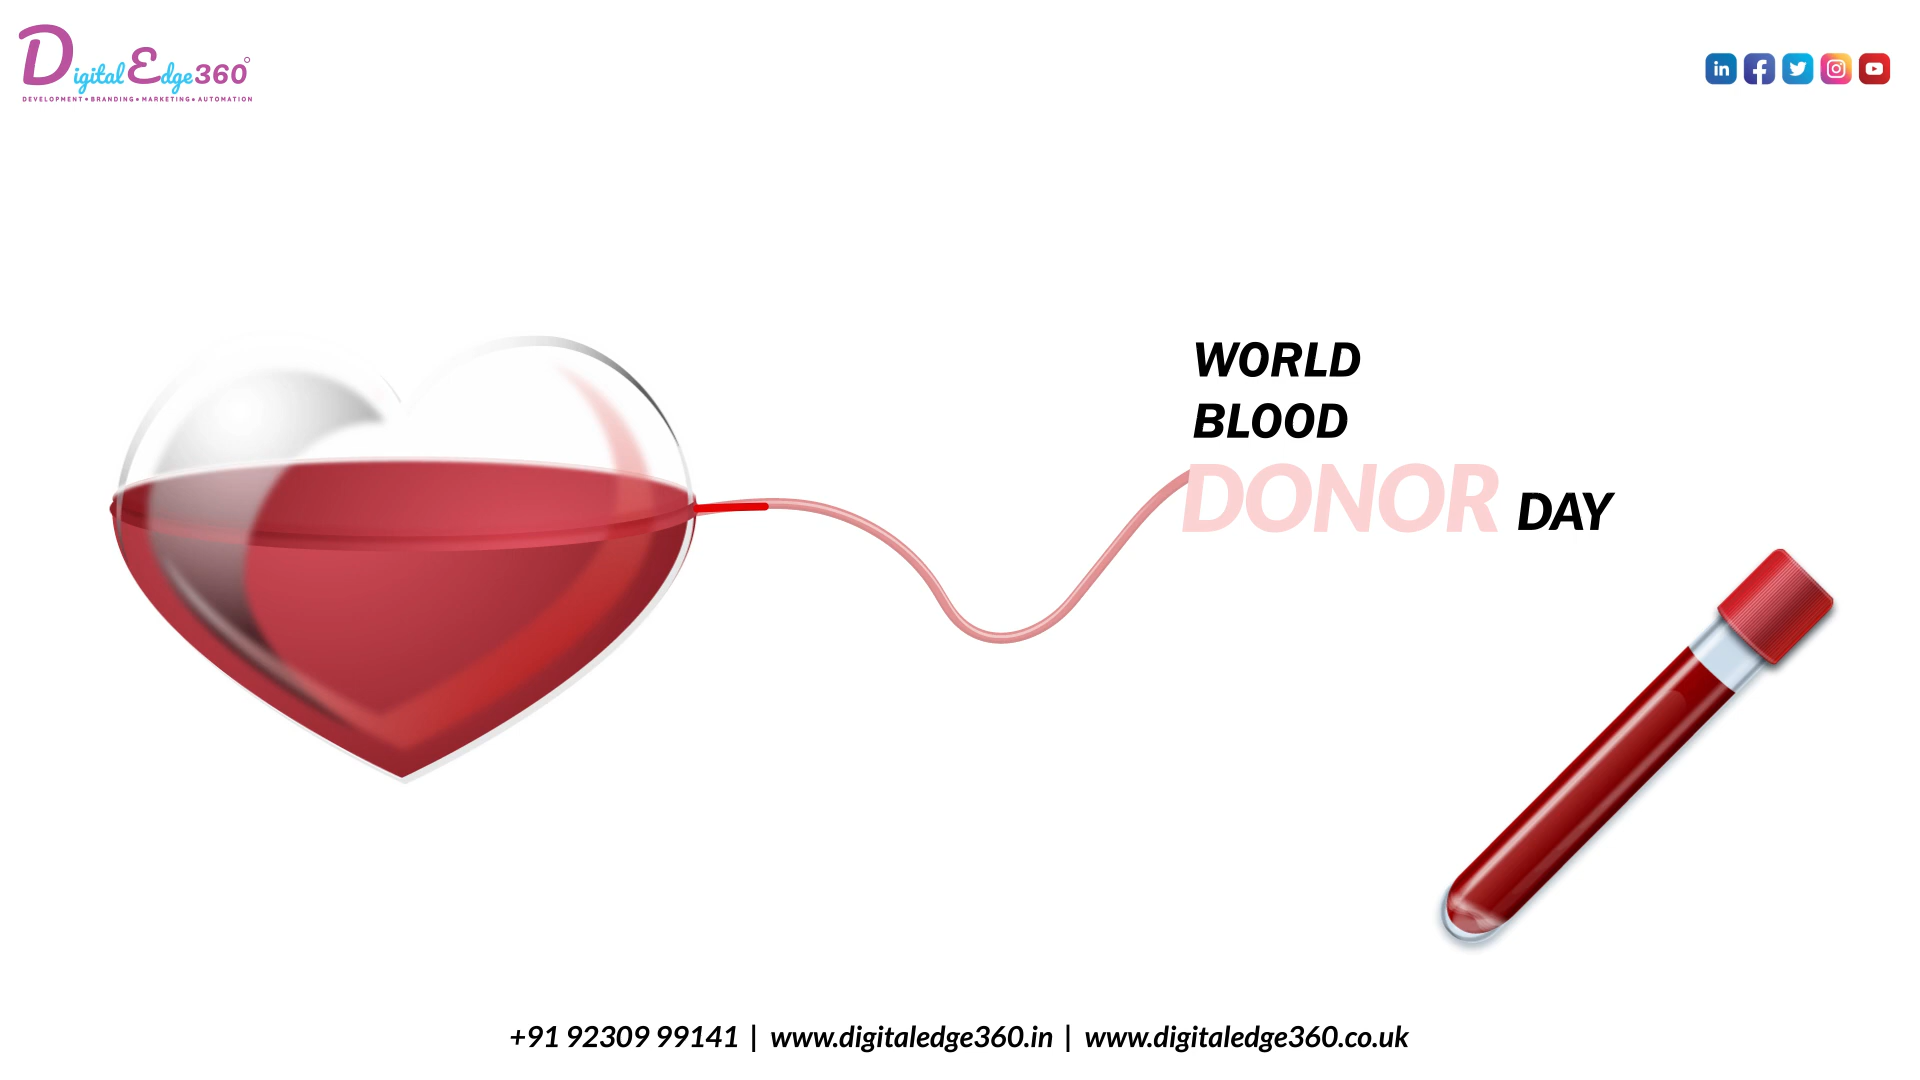 DigitalEdge360°
DEVELOPMENT • BRANDING • MARKETING • AUTOMATION
in
WORLD
BLOOD
DONOR DAY
+91 92309 99141 | www.digitaledge360.in | www.digitaledge360.co.uk